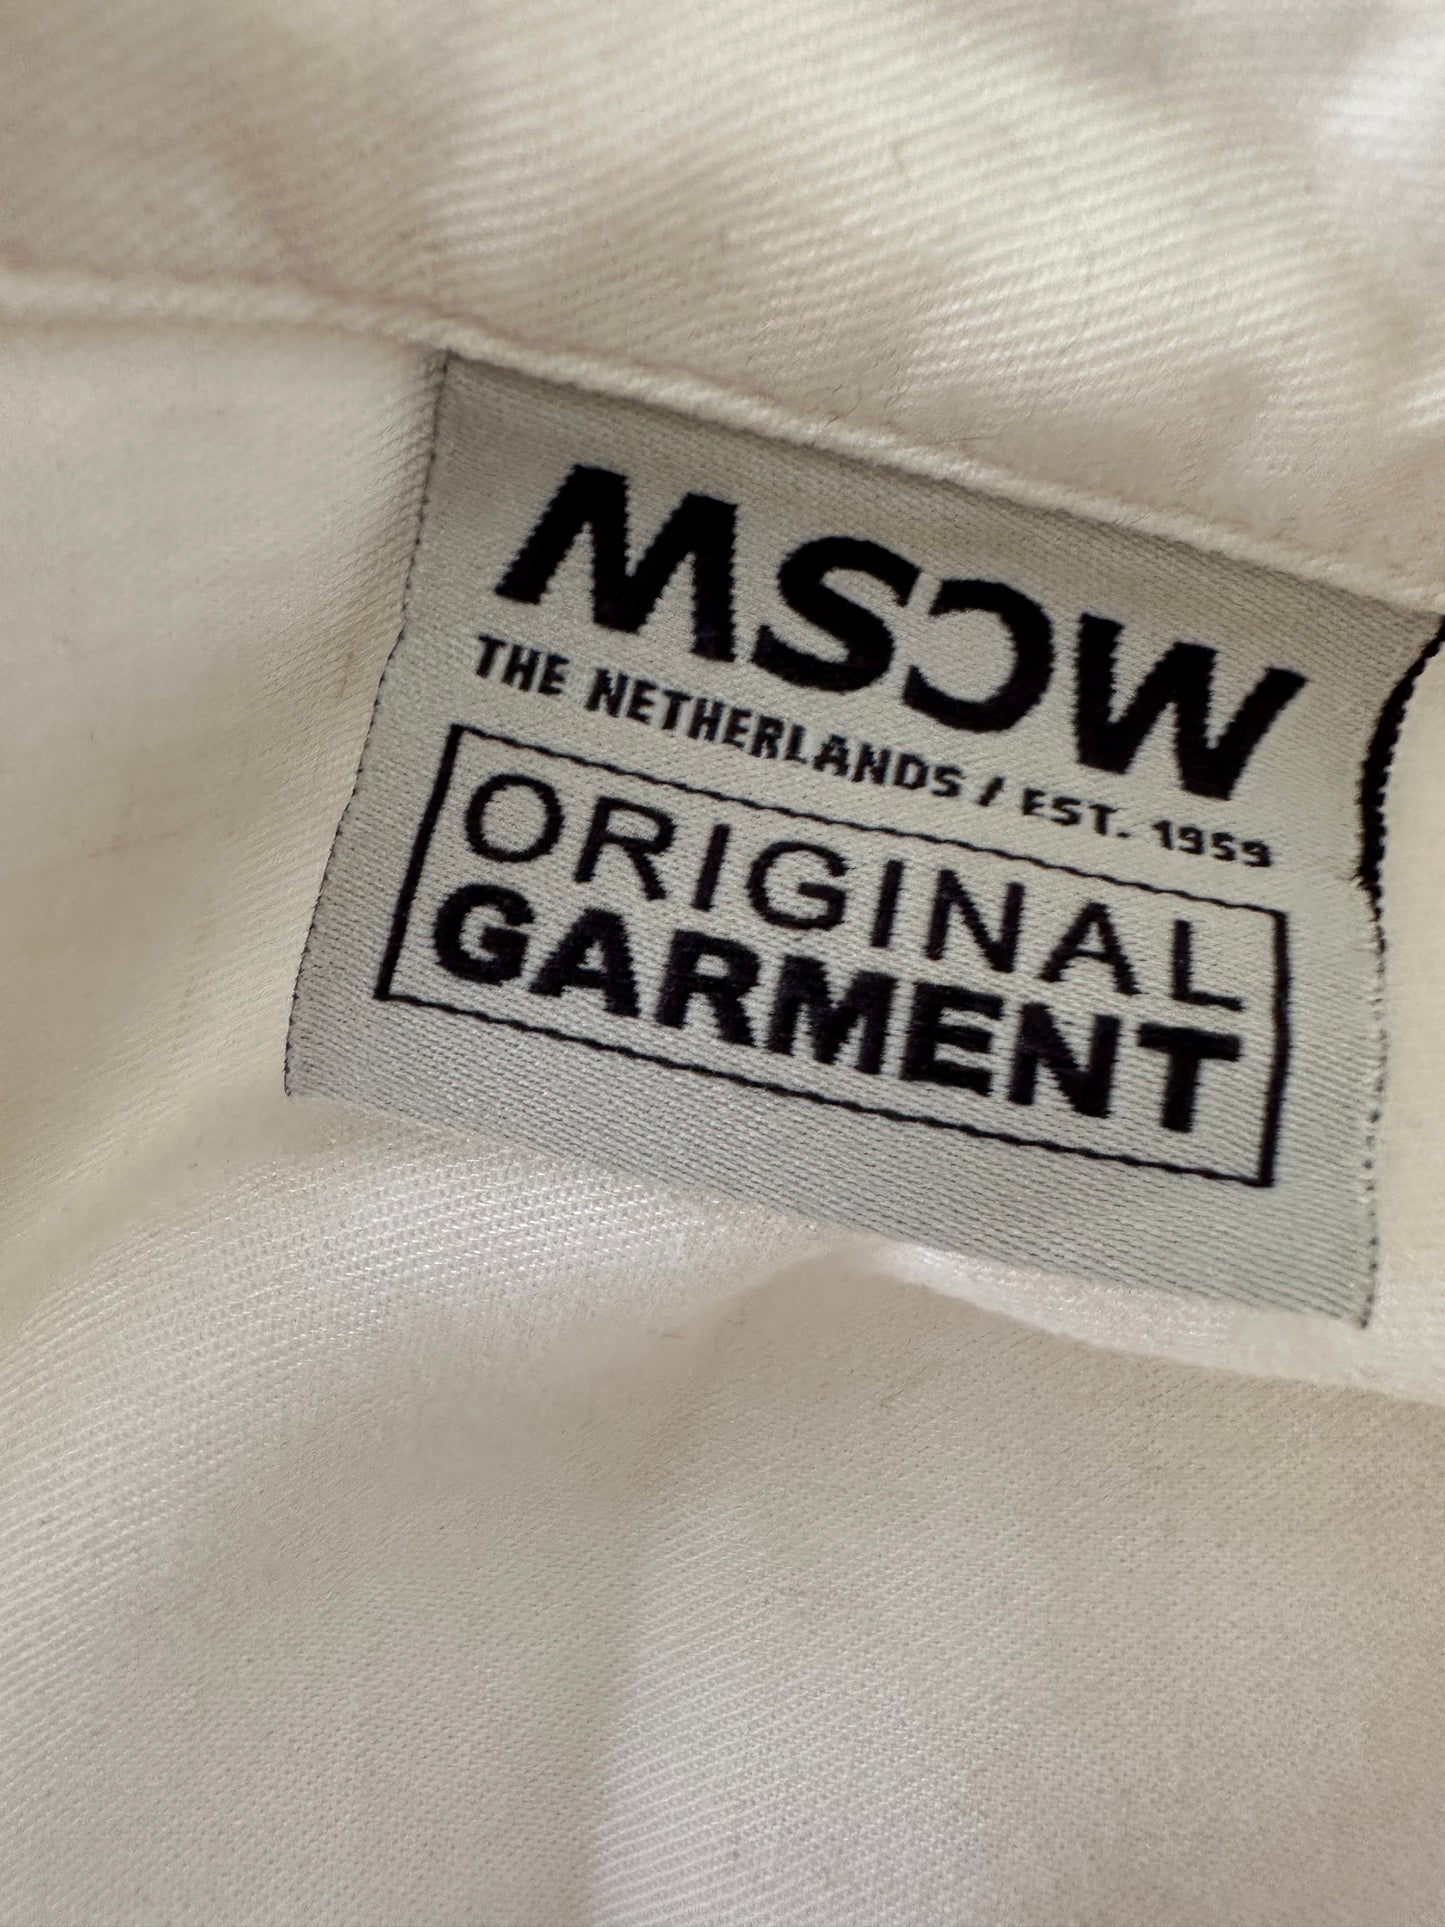 MSCW
THE NETHERLANDS / EST. 1959
ORIGINAL
GARMENT